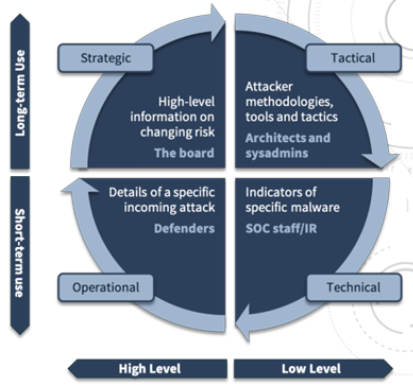 Long-term Use
Strategic
High-level
information on
changing risk
The board
Tactical
Attacker
methodologies,
tools and tactics
Architects and
sysadmins
Short-term use
Details of a specific
incoming attack
Defenders
Operational
Indicators of
specific malware
SOC staff/IR
Technical
High Level
Low Level